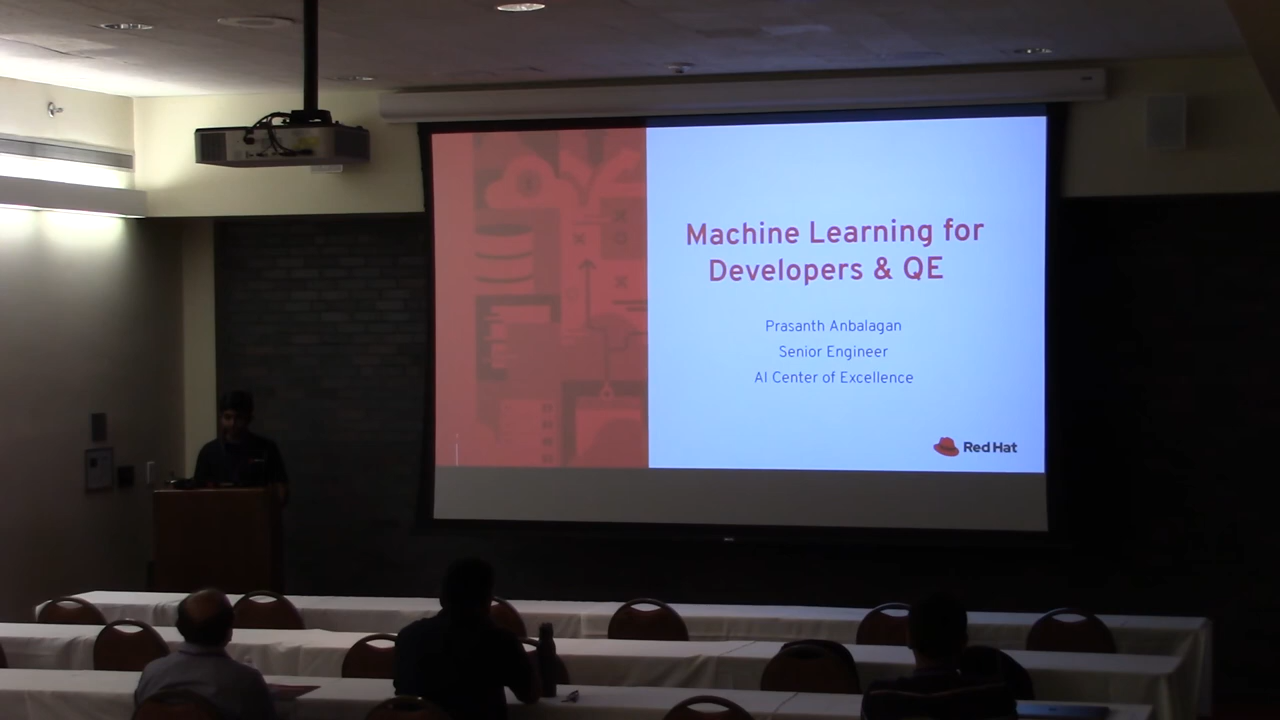 Machine Learning for
Developers & QE
Prasanth Anbalagan
Senior Engineer
AI Center of Excellence
Red Hat